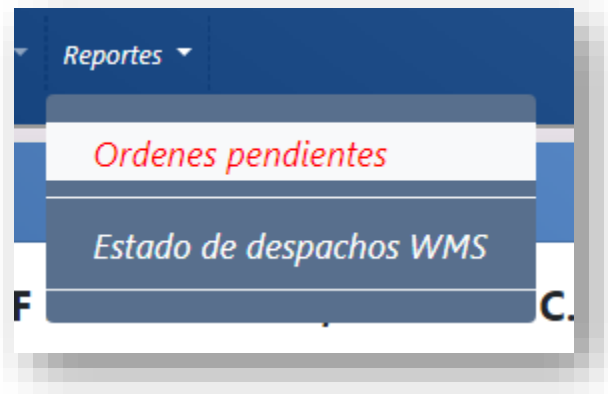 Reportes
Ordenes pendientes
Estado de despachos WMS
F
C.